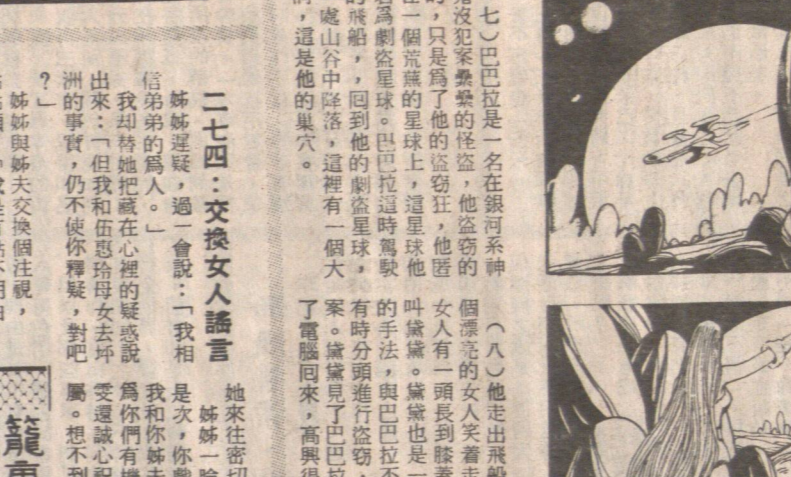 七）巴巴拉是一名在銀河系神
沒犯案纍纍的怪盜，他盜窃的
，只是爲了他的盜窃狂，他匿
一個荒蕪的星球上，這星球他
爲劇盜星球。巴巴拉這時駕駛
飛船，，回到他的劇盜星球，
處山谷中降落，這裡有一個大
，這是他的巢穴。
（八）他走出飛船
個漂亮的女人笑着走
女人有一頭長到膝蓋
叫黛黛。黛黛也是一
的手法，與巴巴拉不
有時分頭進行盜窃，
案。黛黛見了巴巴拉
了電腦回來，高興得
二七四：交換女人謠言
姊姊遲疑，過一會說：「我相
信弟弟的爲人。」
我却替她把藏在心裡的疑惑說
出來：「但我和伍惠玲母女去坏
洲的事實，仍不使你釋疑，對吧
？」
姊姊與姊夫交換個注視，
她來往密切
姊姊一臉
是次，你戲
我和你姊夫
爲你們有機
雯還誠心祝
屬。想不到
籠